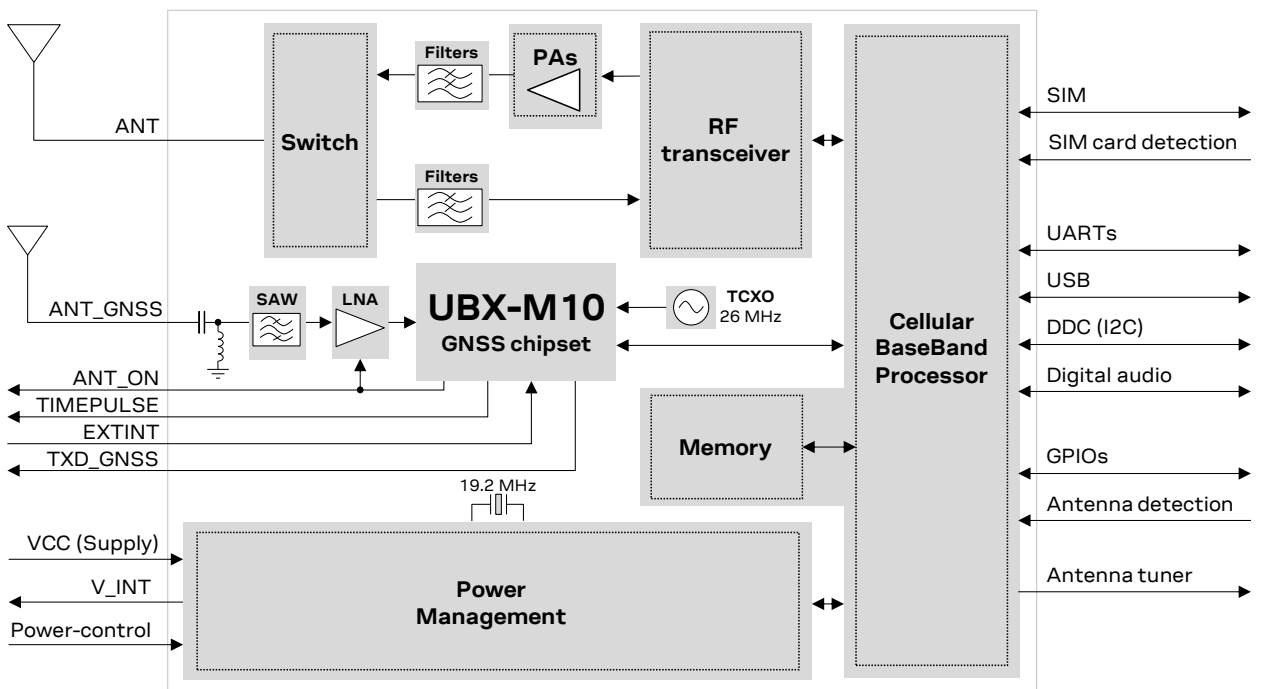 Filters
PAs
ANT
Switch
RF
transceiver
SIM
SIM card detection
Filters
UARTs
USB
DDC (I2C)
Digital audio
ANT_GNSS
SAW
LNA
UBX-M10
GNSS chipset
TCXO
26 MHz
Cellular
BaseBand
Processor
ANT_ON
TIMEPULSE
EXTINT
TXD_GNSS
Memory
GPIOs
Antenna detection
Antenna tuner
19.2 MHz
VCC (Supply)
V_INT
Power-control
Power
Management